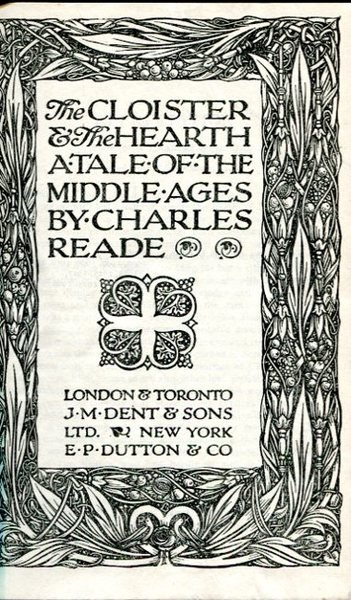 The CLOISTER
& The HEARTH
A·TALE·OF·THE
MIDDLE·AGES
BY·CHARLES
READE
LONDON & TORONTO
J·M·DENT & SONS
LTD. NEW YORK
E·P·DUTTON & CO